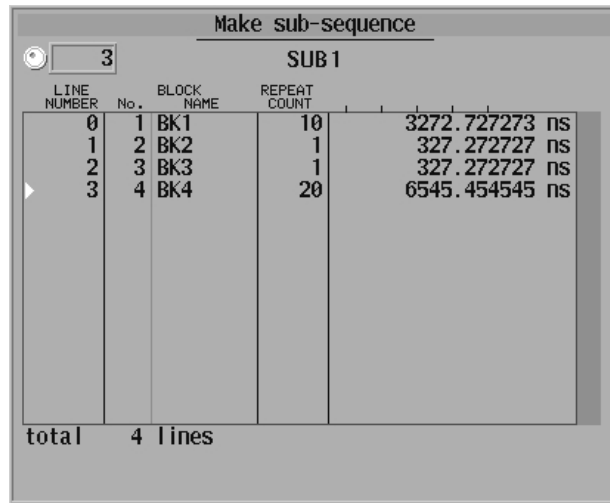 Make sub-sequence
3 SUB1
LINE NUMBER No. BLOCK NAME REPEAT COUNT
0 1 BK1 10 3272.727273 ns
1 2 BK2 1 327.272727 ns
2 3 BK3 1 327.272727 ns
3 4 BK4 20 6545.454545 ns
total 4 lines